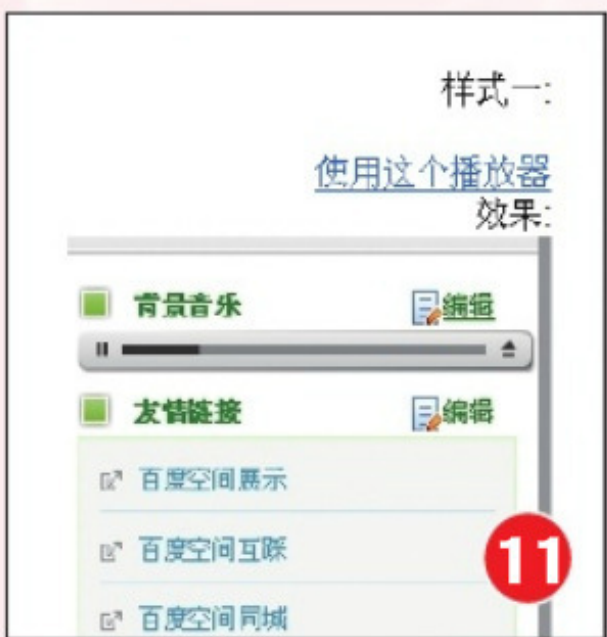 样式一:
使用这个播放器
效果:
背景音乐 编辑
友情链接 编辑
百度空间展示
百度空间互踩
百度空间同城
11